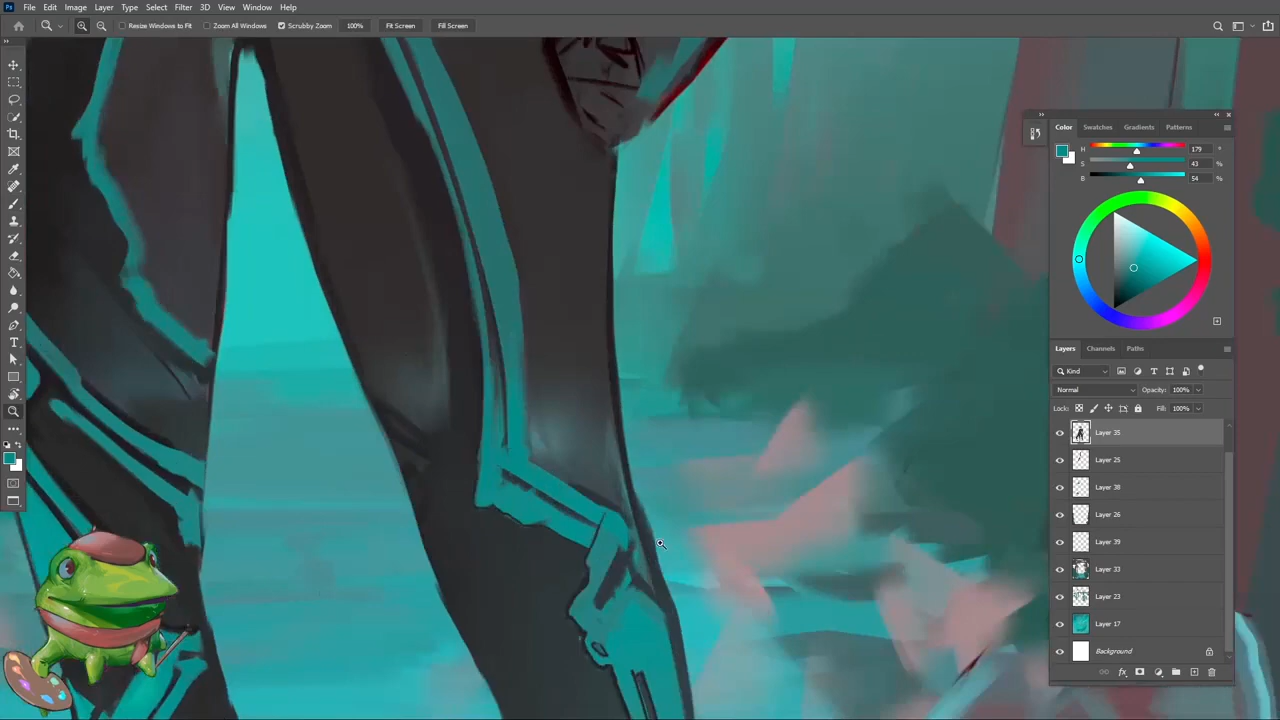 Ps File Edit Image Layer Type Select Filter 3D View Window Help
Resize Windows to Fit Zoom All Windows Scrubby Zoom 100% Fit Screen Fill Screen
Color Swatches Gradients Patterns
H 179 °
S 43 %
B 54 %
Layers Channels Paths
Kind
Normal Opacity: 100%
Lock: Fill: 100%
Layer 35
Layer 25
Layer 38
Layer 26
Layer 39
Layer 33
Layer 23
Layer 17
Background